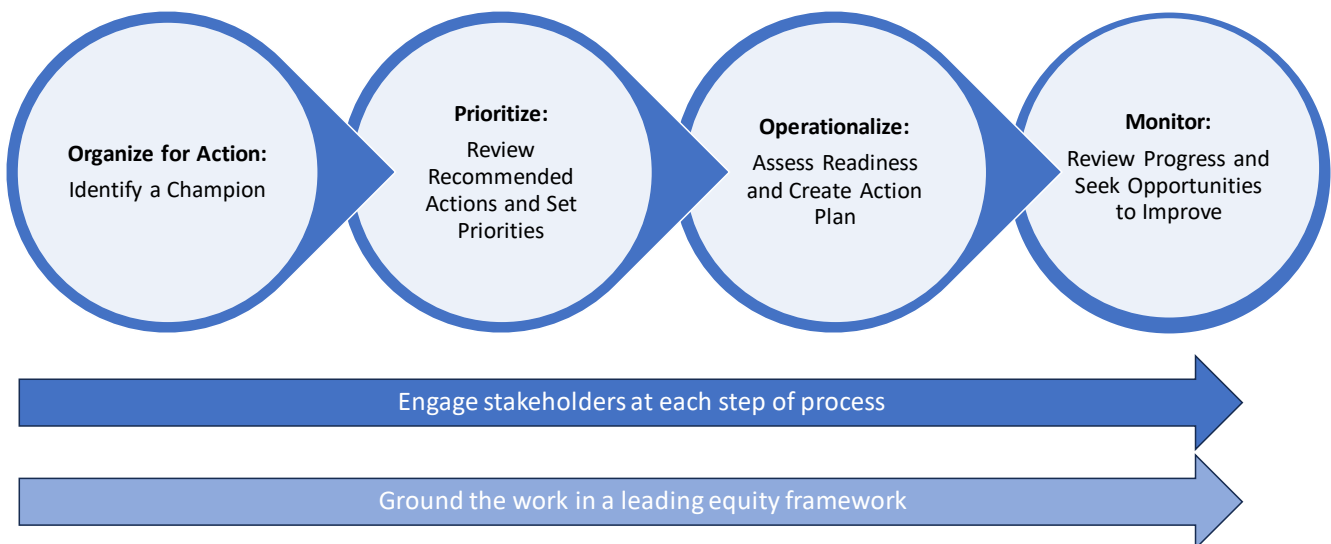 Organize for Action:
Identify a Champion
Prioritize:
Review
Recommended
Actions and Set
Priorities
Operationalize:
Assess Readiness
and Create Action
Plan
Monitor:
Review Progress and
Seek Opportunities
to Improve
Engage stakeholders at each step of process
Ground the work in a leading equity framework